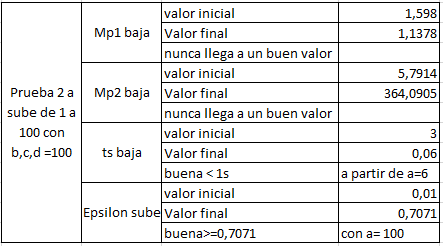 Prueba 2 a
sube de 1 a
100 con
b,c,d =100
Mp1 baja
valor inicial 1,598
Valor final 1,1378
nunca llega a un buen valor
Mp2 baja
valor inicial 5,7914
Valor final 364,0905
nunca llega a un buen valor
ts baja
valor inicial 3
Valor final 0,06
buena < 1s a partir de a=6
Epsilon sube
valor inicial 0,01
Valor final 0,7071
buena>=0,7071 con a= 100